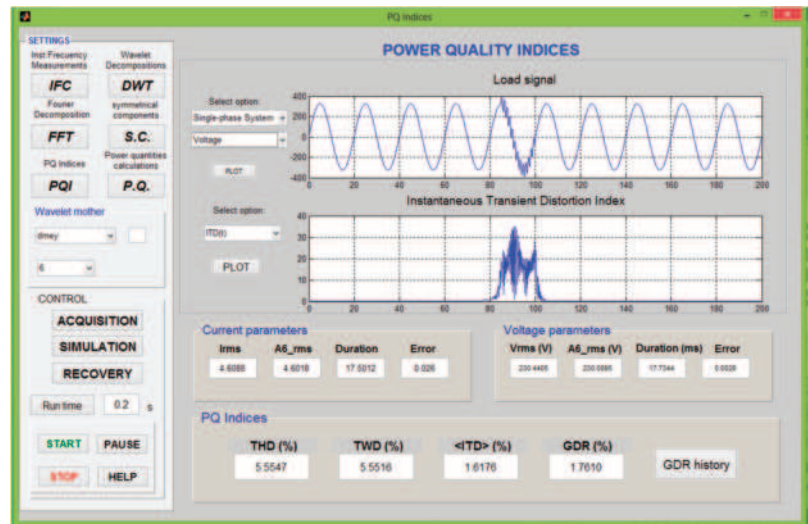 PQ Indices
SETTINGS
Inst.Frecuency Measurements
Wavelet Decompositions
IFC
DWT
Fourier Decomposition
symmetrical components
FFT
S.C.
PQ Indices
Power quantities calculations
PQI
P.Q.
Wavelet mother
dmey
6
CONTROL
ACQUISITION
SIMULATION
RECOVERY
Run time
0.2
s
START
PAUSE
STOP
HELP
POWER QUALITY INDICES
Select option:
Single-phase System
Voltage
PLOT
Load signal
400
200
0
-200
-400
0 20 40 60 80 100 120 140 160 180 200
Select option:
ITD(t)
PLOT
Instantaneous Transient Distortion Index
40
30
20
10
0
0 20 40 60 80 100 120 140 160 180 200
Current parameters
Irms A6_rms Duration Error
4.6088 4.6018 17.5012 0.026
Voltage parameters
Vrms (V) A6_rms (V) Duration (ms) Error
17.7344
PQ Indices
THD (%) TWD (%) <ITD> (%) GDR (%)
5.5547 5.5516 1.6176 1.7610
GDR history